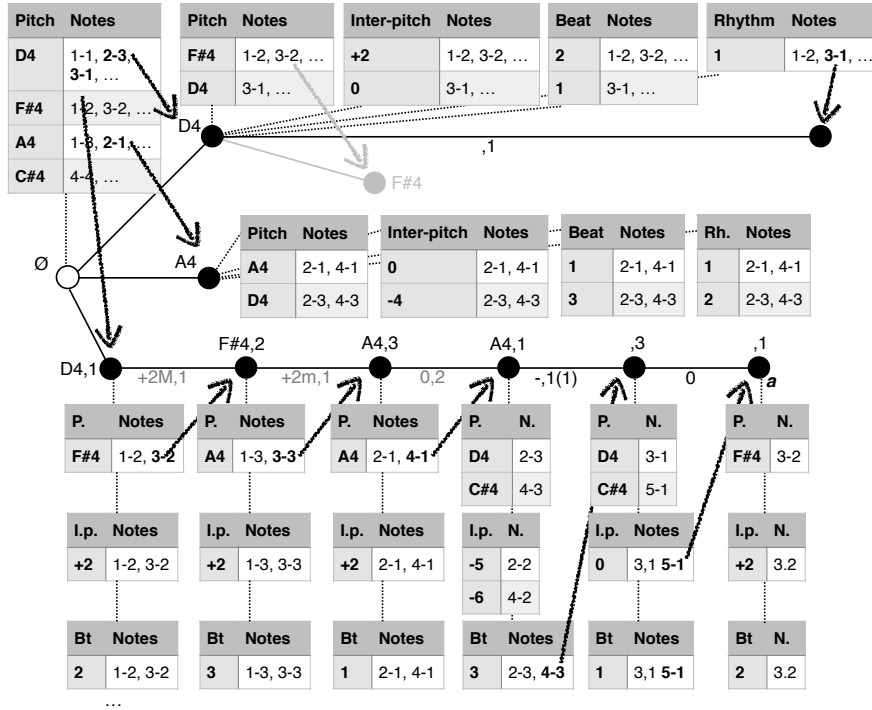 Pitch Notes
D4 1-1, 2-3,
3-1, …
F#4 1-2, 3-2, …
A4 1-3, 2-1, …
C#4 4-4, …
Pitch Notes
F#4 1-2, 3-2, …
D4 3-1, …
Inter-pitch Notes
+2 1-2, 3-2, …
0 3-1, …
Beat Notes
2 1-2, 3-2, …
1 3-1, …
Rhythm Notes
1 1-2, 3-1, …
D4
,1
F#4
Ø
A4
Pitch Notes
A4 2-1, 4-1
D4 2-3, 4-3
Inter-pitch Notes
0 2-1, 4-1
-4 2-3, 4-3
Beat Notes
1 2-1, 4-1
3 2-3, 4-3
Rh. Notes
1 2-1, 4-1
2 2-3, 4-3
D4,1
F#4,2
A4,3
A4,1
,3
,1
+2M,1
+2m,1
0,2
-,1(1)
0
a
P. Notes
F#4 1-2, 3-2
P. Notes
A4 1-3, 3-3
P. Notes
A4 2-1, 4-1
P. N.
D4 2-3
C#4 4-3
P. N.
D4 3-1
C#4 5-1
P. N.
F#4 3-2
I.p. Notes
+2 1-2, 3-2
I.p. Notes
+2 1-3, 3-3
I.p. Notes
+2 2-1, 4-1
I.p. N.
-5 2-2
-6 4-2
I.p. Notes
0 3,1 5-1
I.p. N.
+2 3.2
Bt Notes
2 1-2, 3-2
Bt Notes
3 1-3, 3-3
Bt Notes
1 2-1, 4-1
Bt Notes
3 2-3, 4-3
Bt Notes
1 3,1 5-1
Bt N.
2 3.2
…